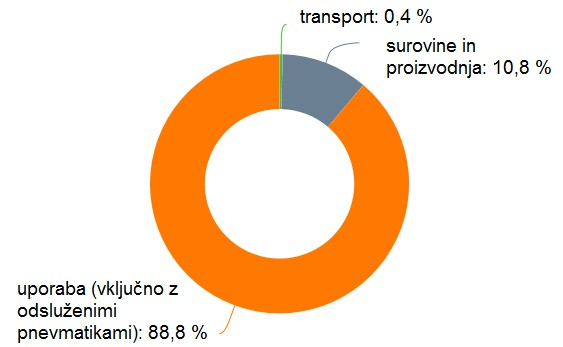 transport: 0,4 %
surovine in
proizvodnja: 10,8 %
uporaba (vključno z
odsluženimi
pnevmatikami): 88,8 %